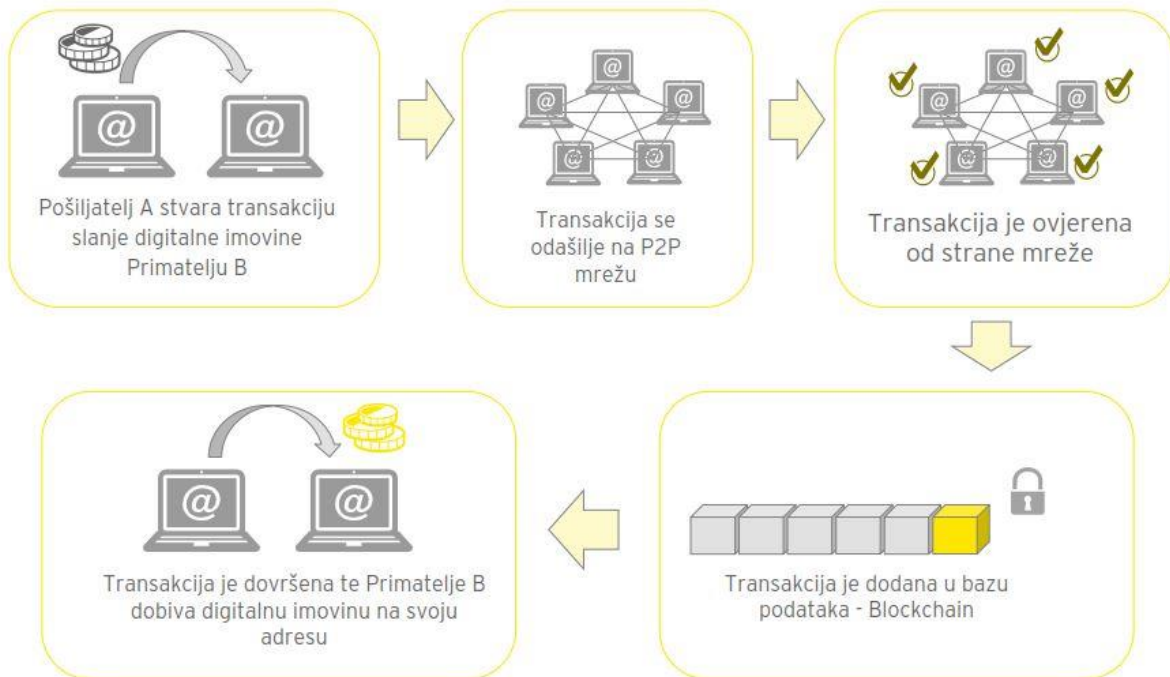 Pošiljatelj A stvara transakciju
slanje digitalne imovine
Primatelju B
Transakcija se
odašilje na P2P
mrežu
Transakcija je ovjerena
od strane mreže
Transakcija je dodana u bazu
podataka - Blockchain
Transakcija je dovršena te Primatelje B
dobiva digitalnu imovinu na svoju
adresu